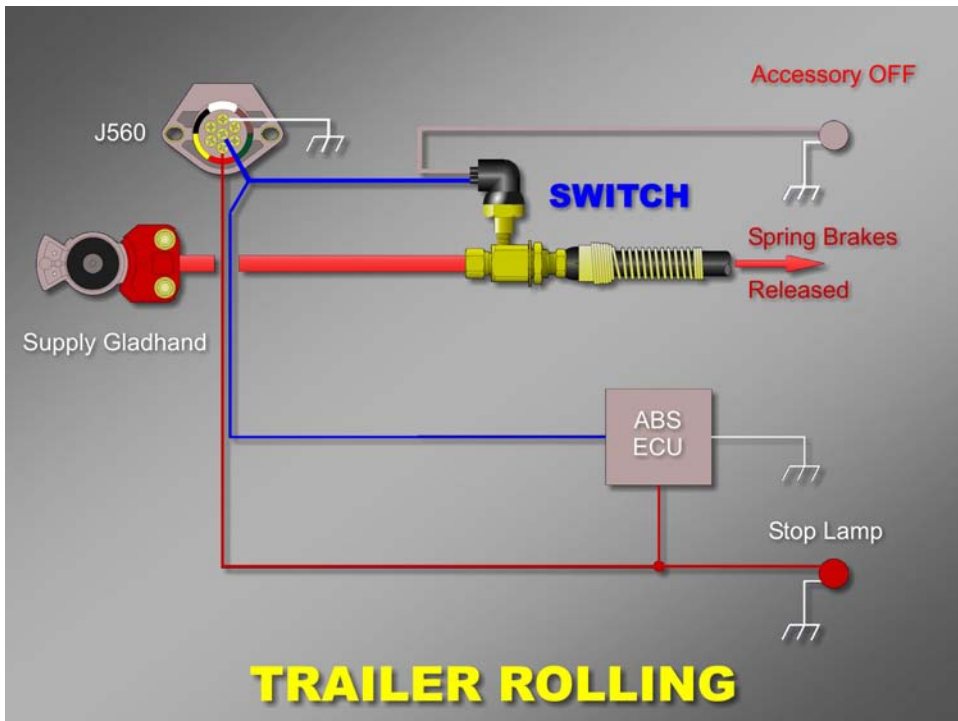 Accessory OFF
J560
SWITCH
Spring Brakes
Released
Supply Gladhand
ABS
ECU
Stop Lamp
TRAILER ROLLING